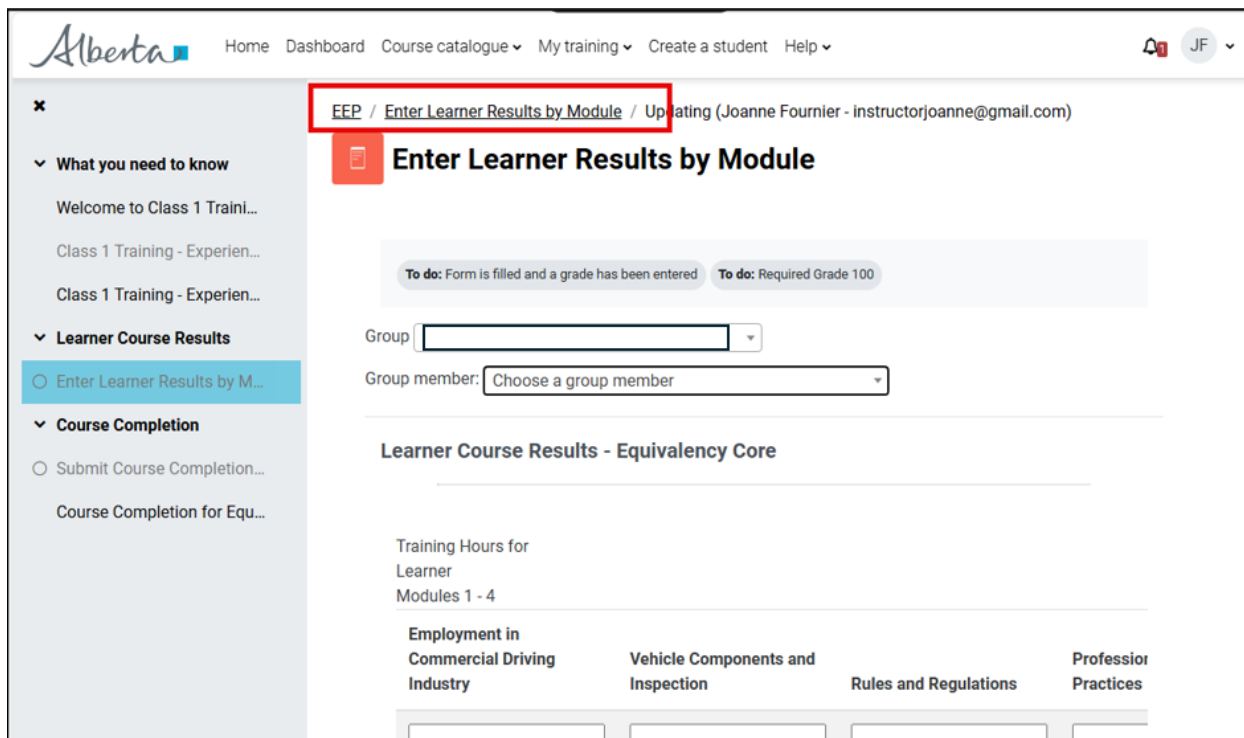 Alberta Home Dashboard Course catalogue My training Create a student Help 1 JF
EEP / Enter Learner Results by Module / Updating (Joanne Fournier - instructorjoanne@gmail.com)
Enter Learner Results by Module
What you need to know
Welcome to Class 1 Traini...
Class 1 Training - Experien...
Class 1 Training - Experien...
Learner Course Results
Enter Learner Results by M...
Course Completion
Submit Course Completion...
Course Completion for Equ...
To do: Form is filled and a grade has been entered To do: Required Grade 100
Group
Group member: Choose a group member
Learner Course Results - Equivalency Core
Training Hours for
Learner
Modules 1 - 4
Employment in
Commercial Driving
Industry
Vehicle Components and
Inspection
Rules and Regulations
Profession
Practices